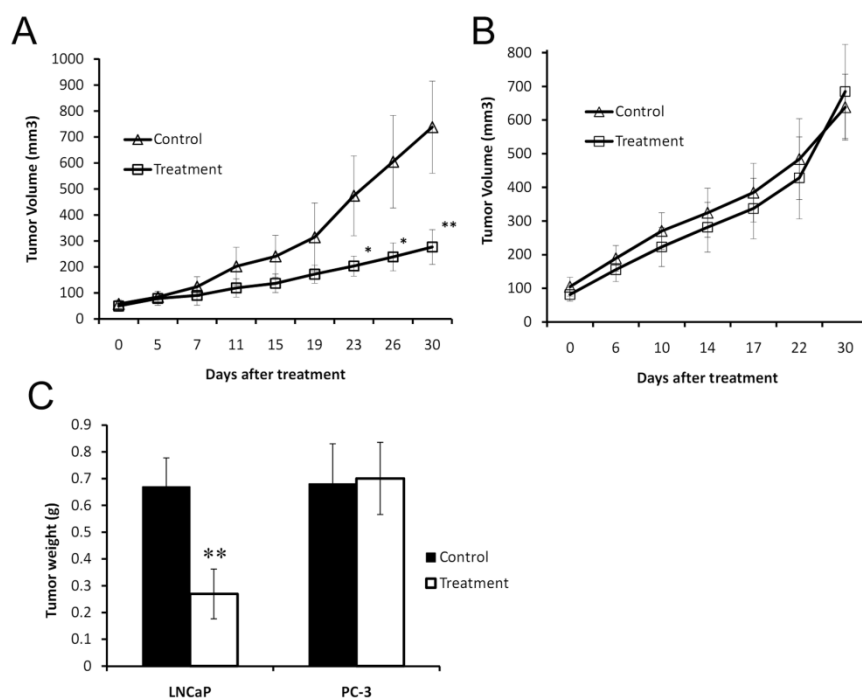 A
1000
900
800
700
600
500
400
300
200
100
0
Tumor Volume (mm3)
Control
Treatment
*
*
**
0 5 7 11 15 19 23 26 30
Days after treatment
B
800
700
600
500
400
300
200
100
0
Tumor Volume (mm3)
Control
Treatment
0 6 10 14 17 22 30
Days after treatment
C
0.9
0.8
0.7
0.6
0.5
0.4
0.3
0.2
0.1
0
Tumor weight (g)
**
Control
Treatment
LNCaP PC-3